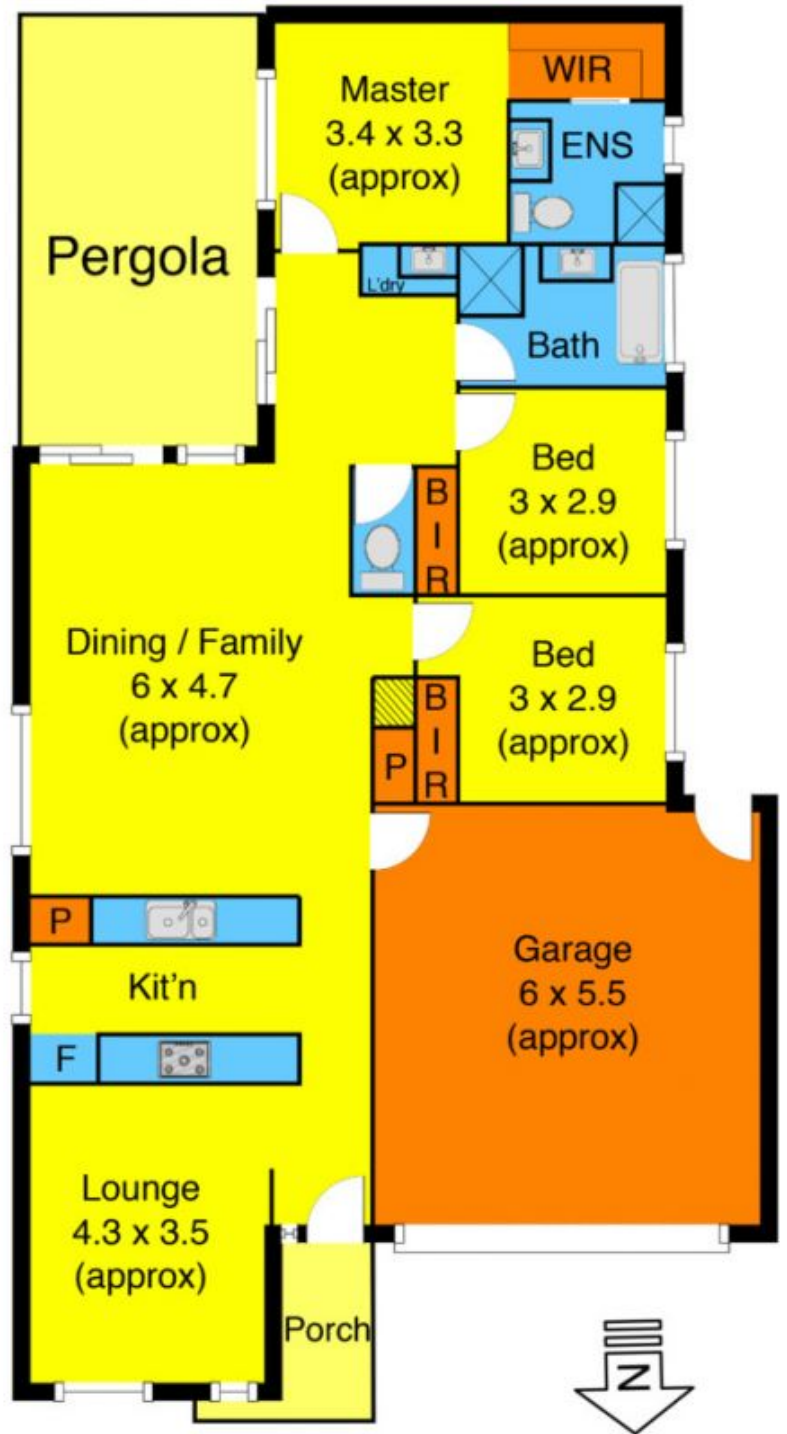 WIR
Master
3.4 x 3.3
(approx)
ENS
Pergola
L'dry
Bath
Bed
3 x 2.9
(approx)
B
I
R
Dining / Family
6 x 4.7
(approx)
Bed
3 x 2.9
(approx)
B
I
R
P
P
Kit'n
F
Garage
6 x 5.5
(approx)
Lounge
4.3 x 3.5
(approx)
Porch
N